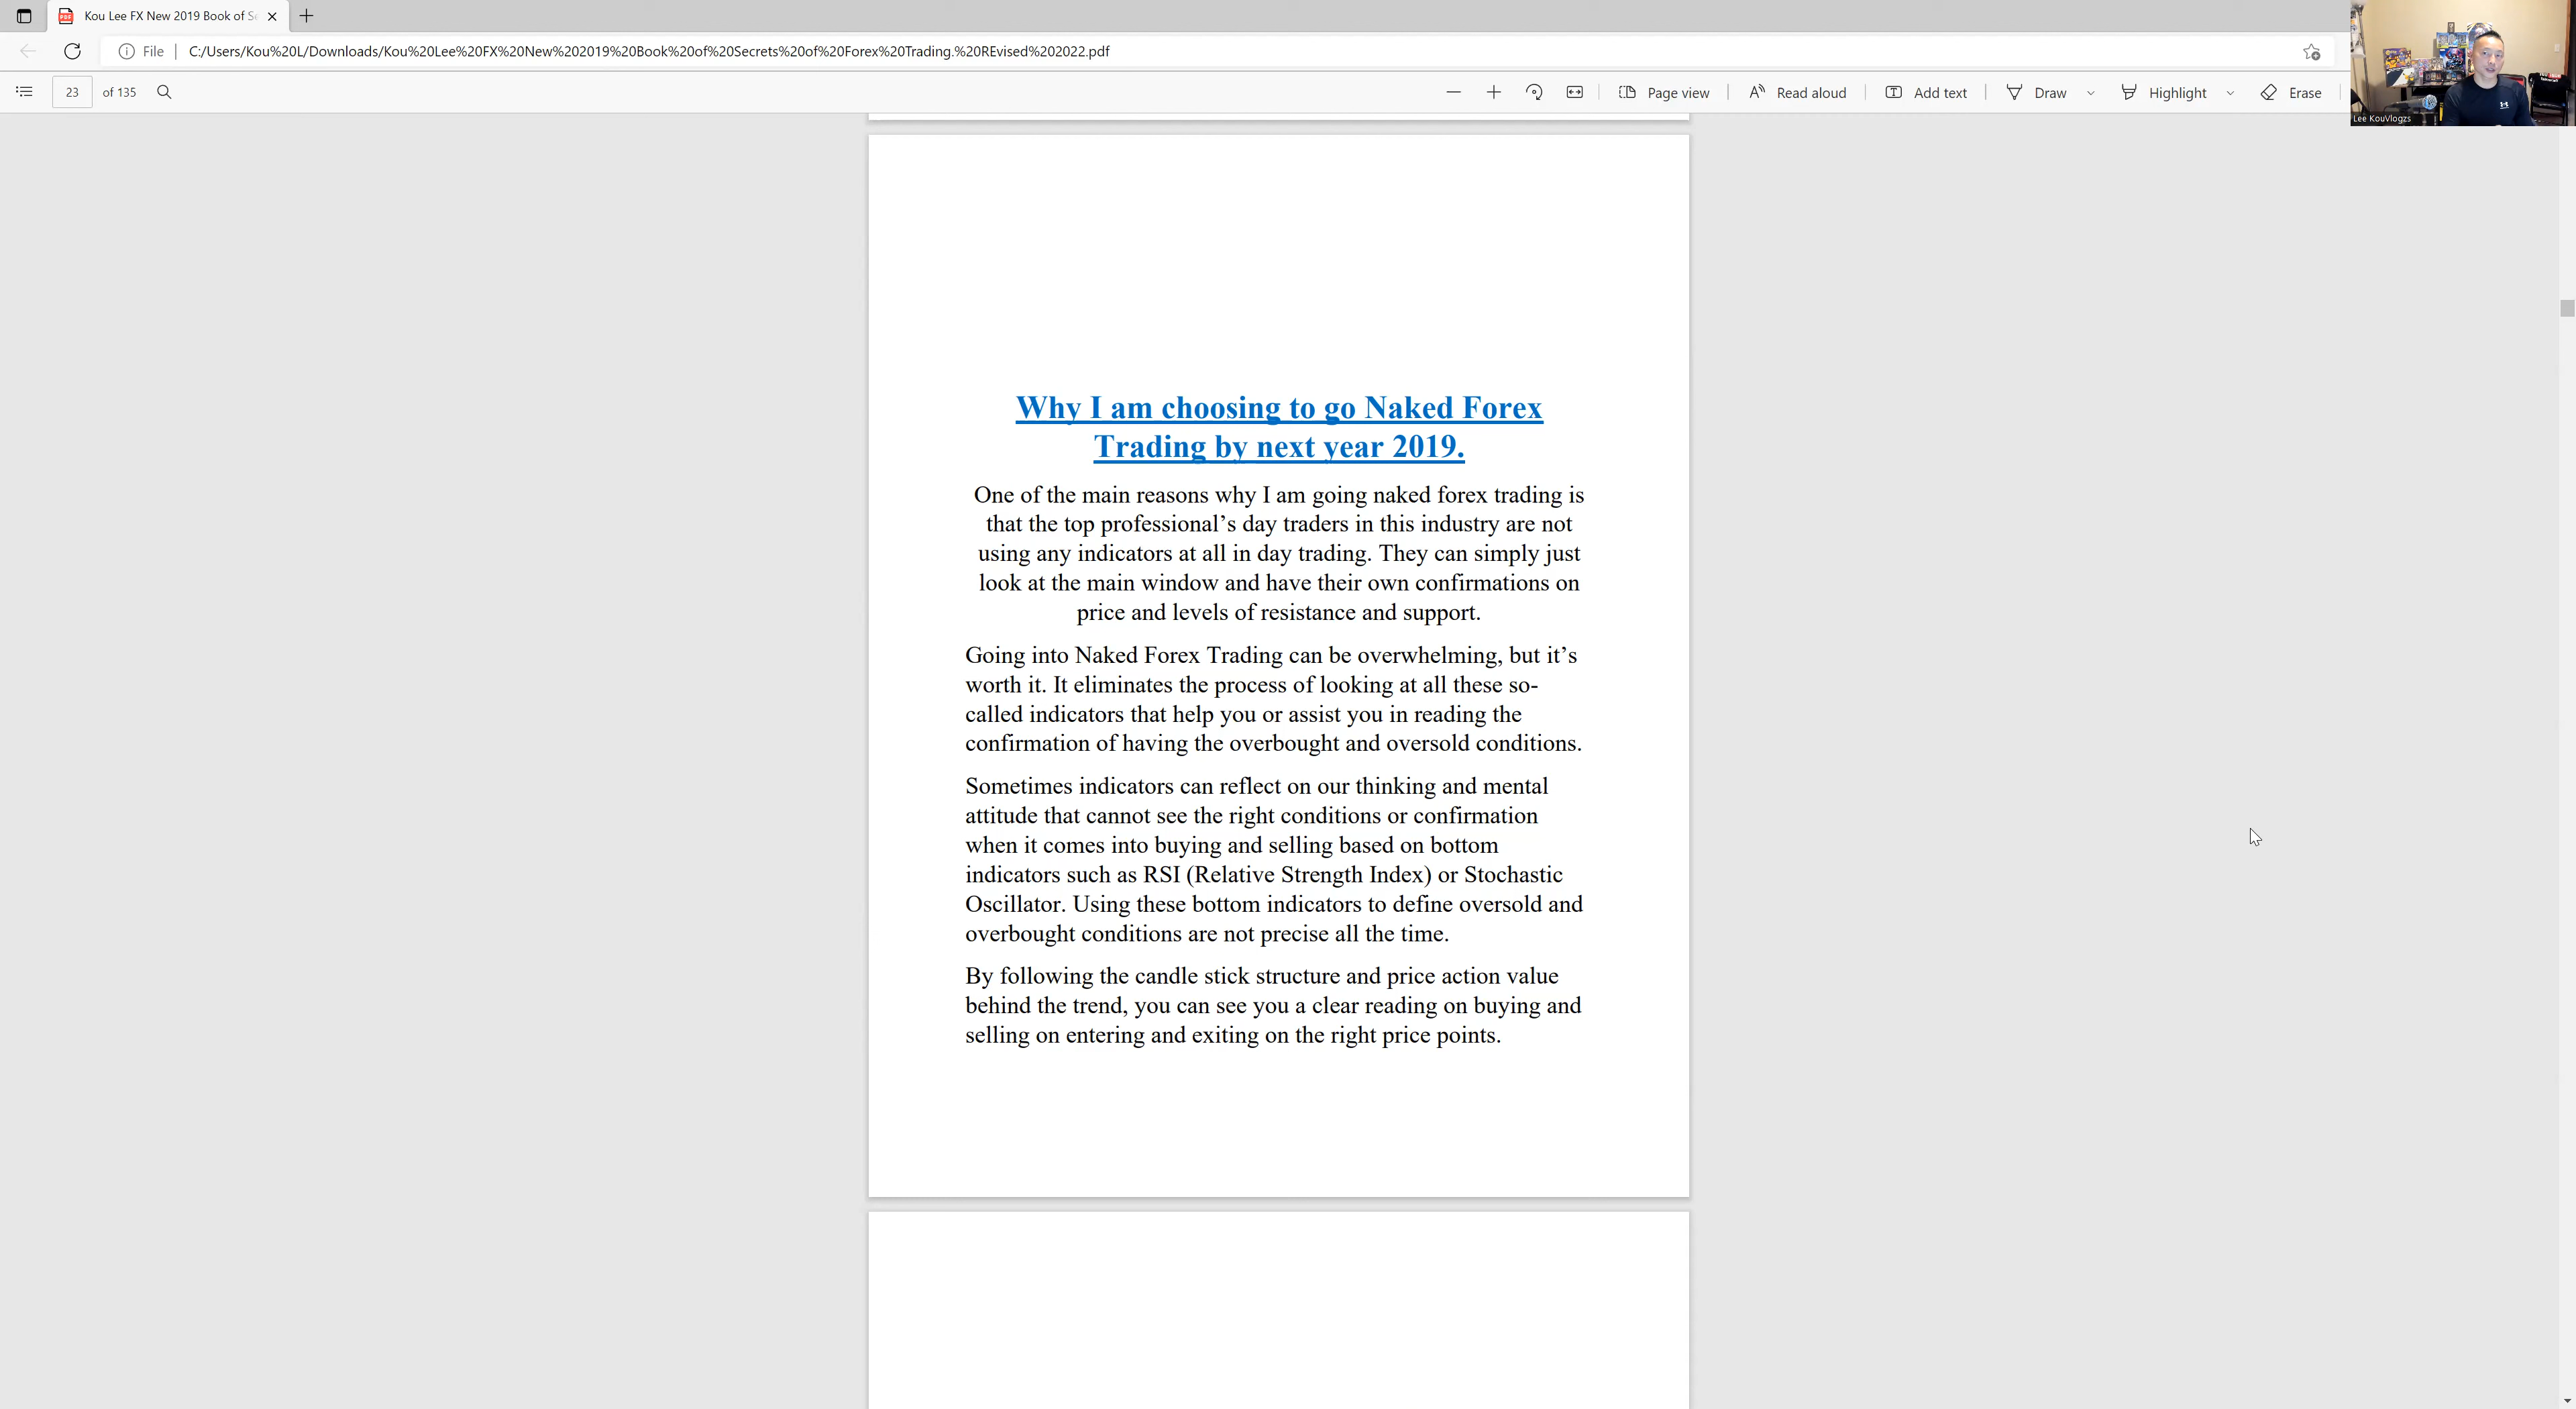 Kou Lee FX New 2019 Book of Se
File
C:/Users/Kou%20L/Downloads/Kou%20Lee%20FX%20New%202019%20Book%20of%20Secrets%20of%20Forex%20Trading.%20REvised%202022.pdf
23 of 135
Page view
Read aloud
Add text
Draw
Highlight
Erase
Lee KouVlogzs
Why I am choosing to go Naked Forex
Trading by next year 2019.
One of the main reasons why I am going naked forex trading is
that the top professional’s day traders in this industry are not
using any indicators at all in day trading. They can simply just
look at the main window and have their own confirmations on
price and levels of resistance and support.
Going into Naked Forex Trading can be overwhelming, but it’s
worth it. It eliminates the process of looking at all these so-
called indicators that help you or assist you in reading the
confirmation of having the overbought and oversold conditions.
Sometimes indicators can reflect on our thinking and mental
attitude that cannot see the right conditions or confirmation
when it comes into buying and selling based on bottom
indicators such as RSI (Relative Strength Index) or Stochastic
Oscillator. Using these bottom indicators to define oversold and
overbought conditions are not precise all the time.
By following the candle stick structure and price action value
behind the trend, you can see you a clear reading on buying and
selling on entering and exiting on the right price points.